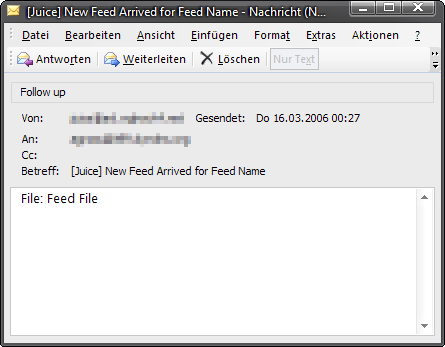 [Juice] New Feed Arrived for Feed Name - Nachricht (N...
Datei Bearbeiten Ansicht Einfügen Format Extras Aktionen ?
Antworten Weiterleiten Löschen Nur Text
Follow up
Von: Gesendet: Do 16.03.2006 00:27
An:
Cc:
Betreff: [Juice] New Feed Arrived for Feed Name
File: Feed File